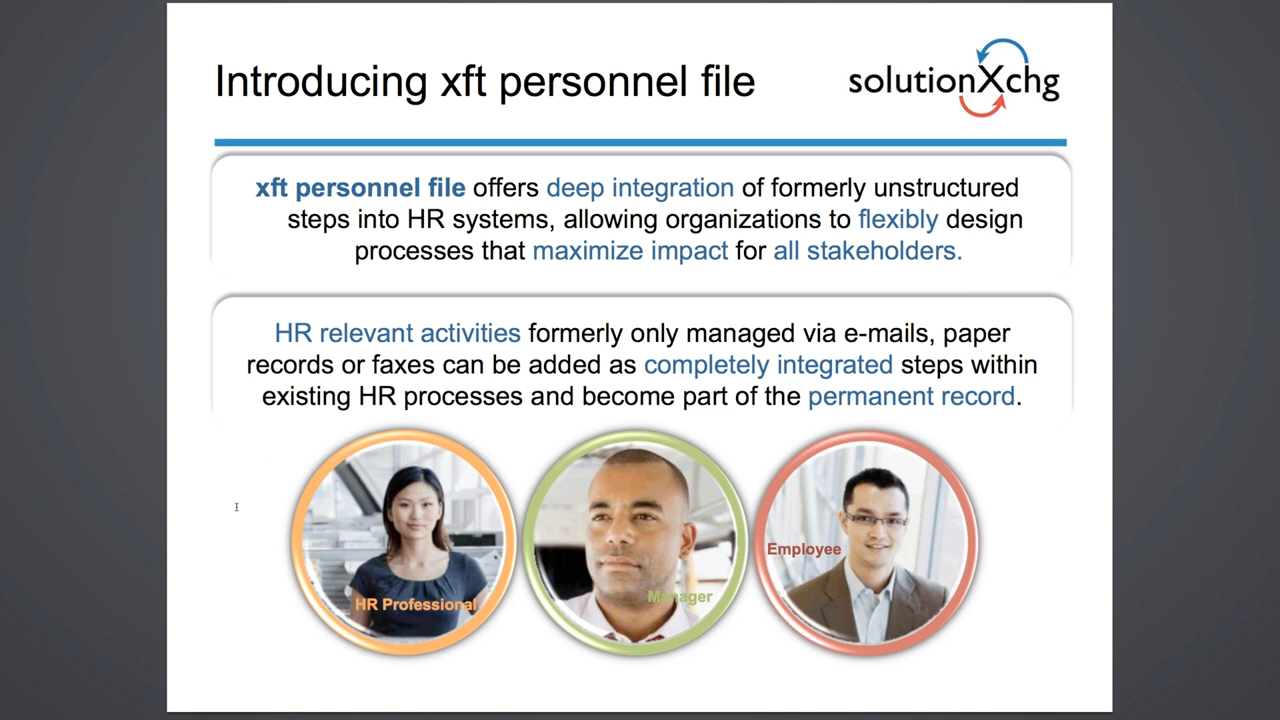 Introducing xft personnel file
solutionXchg
xft personnel file offers deep integration of formerly unstructured
steps into HR systems, allowing organizations to flexibly design
processes that maximize impact for all stakeholders.
HR relevant activities formerly only managed via e-mails, paper
records or faxes can be added as completely integrated steps within
existing HR processes and become part of the permanent record.
Employee
Manager
HR Professional